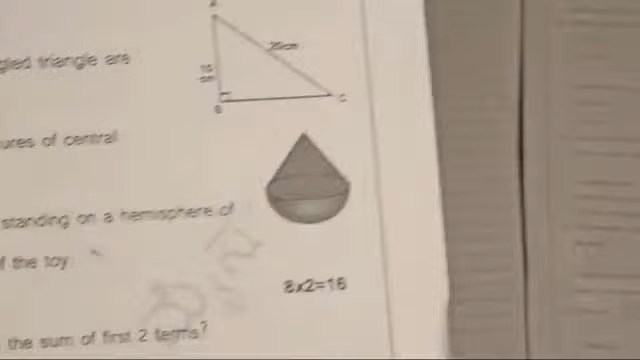 A
20cm
gled triangle are
cm
B C
ures of central
standing on a hemisphere of
f the toy
8x2=16
the sum of first 2 terms?